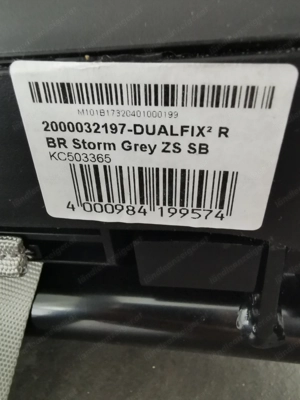 M101B17320401000199
2000032197-DUALFIX² R
BR Storm Grey ZS SB
KC503365
4 000984 199574